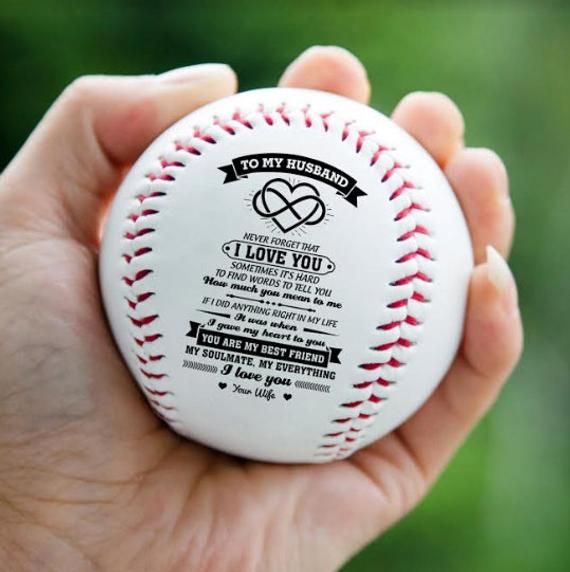 TO MY HUSBAND
NEVER FORGET THAT
I LOVE YOU
SOMETIMES IT'S HARD
TO FIND WORDS TO TELL YOU
How much you mean to me
IF I DID ANYTHING RIGHT IN MY LIFE
It was when
I gave my heart to you
YOU ARE MY BEST FRIEND
MY SOULMATE, MY EVERYTHING
I love you
Your Wife